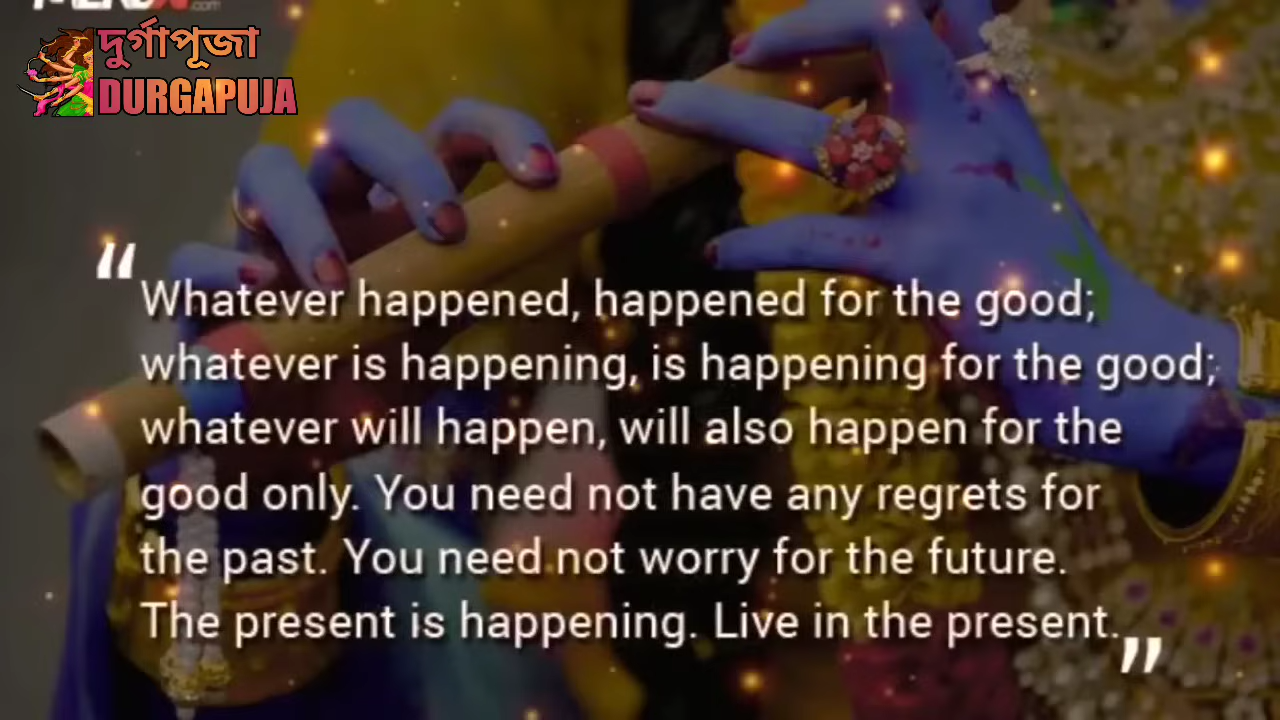 দুর্গাপূজা
DURGAPUJA
“Whatever happened, happened for the good;
whatever is happening, is happening for the good;
whatever will happen, will also happen for the
good only. You need not have any regrets for
the past. You need not worry for the future.
The present is happening. Live in the present.”